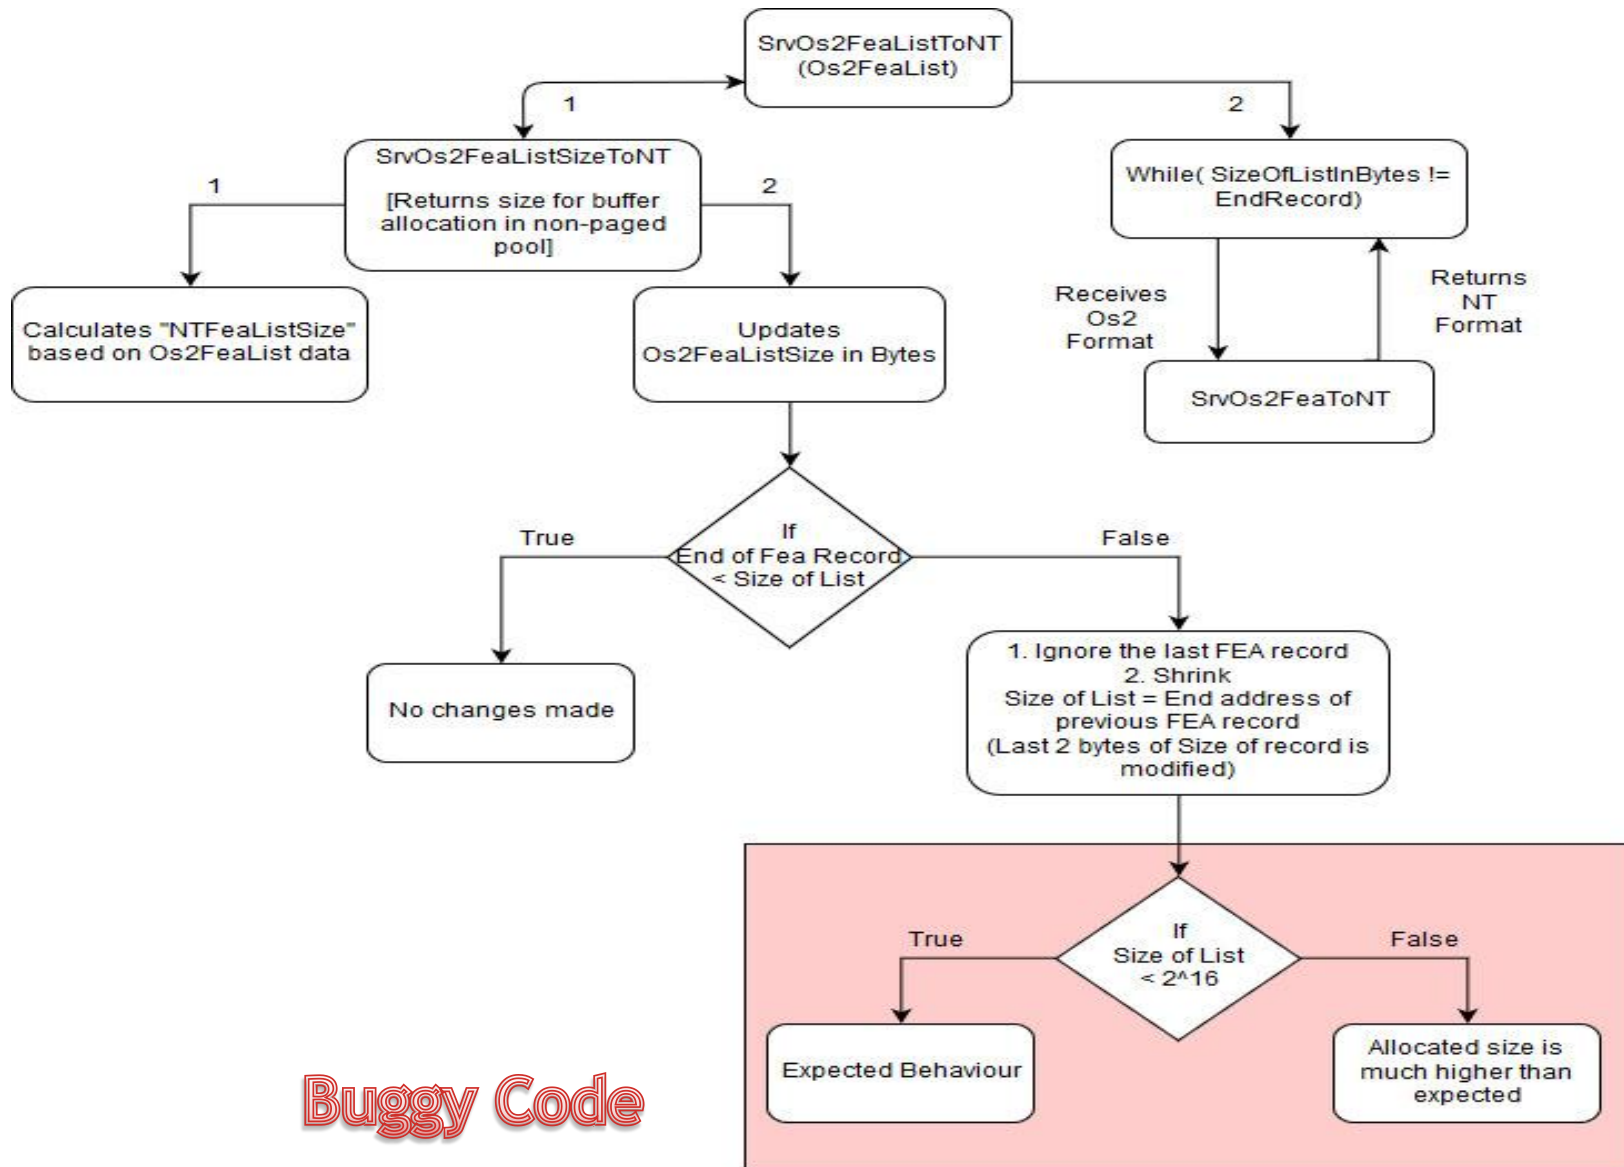 SrvOs2FeaListToNT
(Os2FeaList)
1
2
SrvOs2FeaListSizeToNT
[Returns size for buffer
allocation in non-paged
pool]
While( SizeOfListInBytes !=
EndRecord)
1
2
Calculates "NTFeaListSize"
based on Os2FeaList data
Updates
Os2FeaListSize in Bytes
Receives
Os2
Format
Returns
NT
Format
SrvOs2FeaToNT
If
End of Fea Record
< Size of List
True
False
No changes made
1. Ignore the last FEA record
2. Shrink
Size of List = End address of
previous FEA record
(Last 2 bytes of Size of record is
modified)
If
Size of List
< 2^16
True
False
Expected Behaviour
Allocated size is
much higher than
expected
Buggy Code